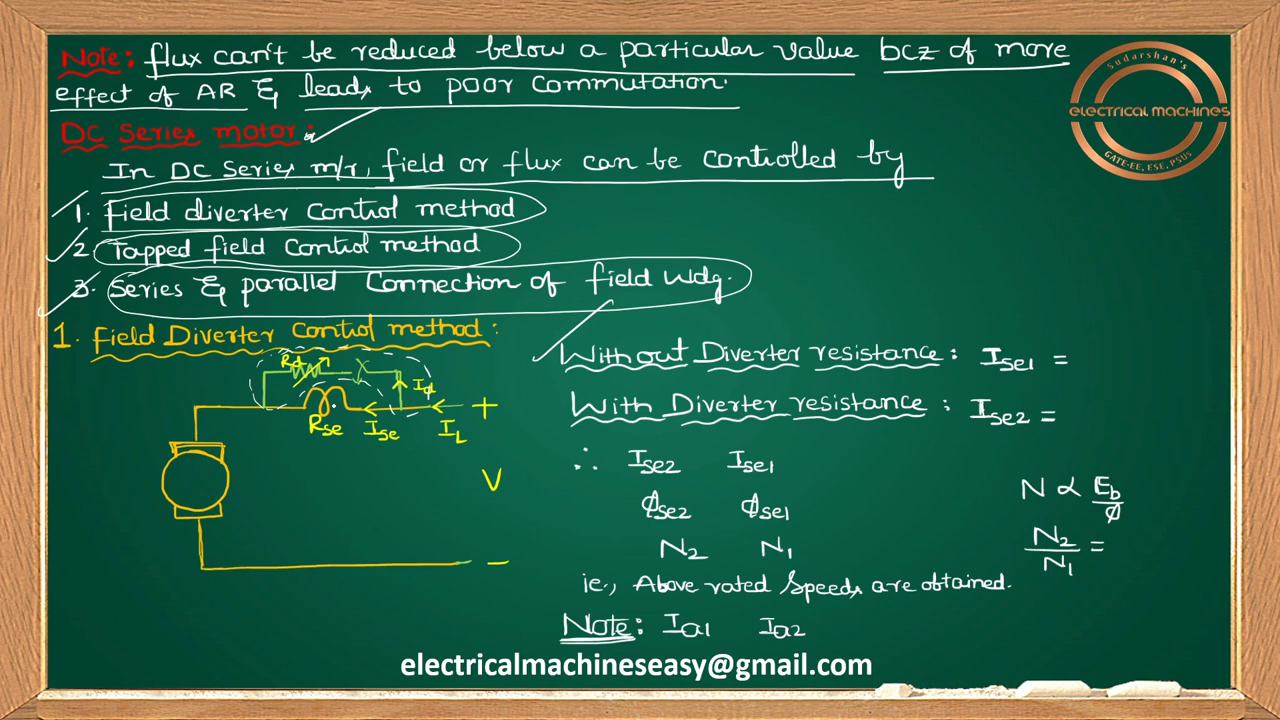 Note: flux can't be reduced below a particular value bcz of more
effect of AR & leads to poor commutation.
DC Series motor:
In DC Series m/r, field or flux can be controlled by
1. Field diverter control method
2 Tapped field control method
3. Series & parallel Connection of field wdg.
1. Field Diverter Control method:
Rd
Id
Rse
Ise
IL
+
V
-
Without Diverter resistance: Ise1 =
With Diverter resistance: Ise2 =
∴ Ise2 Ise1
ϕse2 ϕse1
N2 N1
ie., Above rated Speeds are obtained.
Note: Ia1 Ia2
N ∝ Eb/ϕ
N2/N1 =
Sudarshan's
eLECTRICAL mACHINES
GATE-EE, ESE, PSUS
electricalmachineseasy@gmail.com